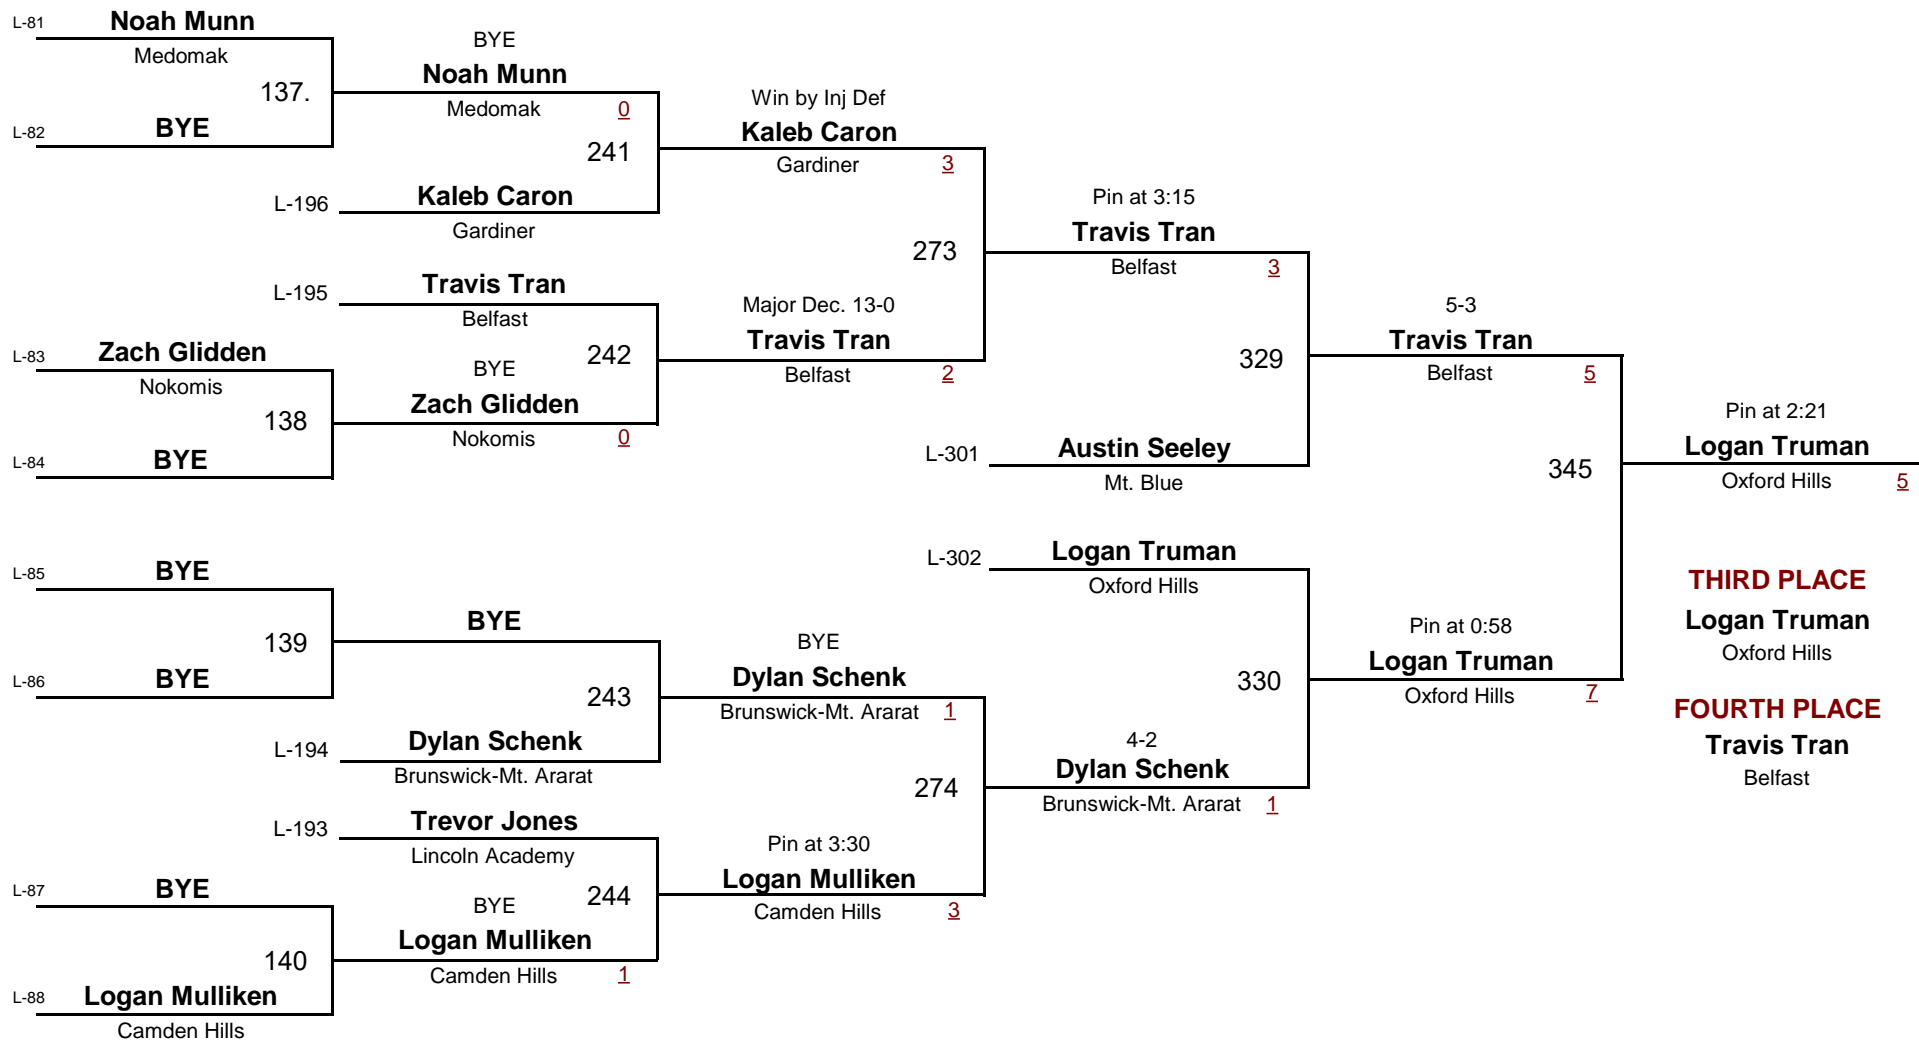 L-81 Noah Munn
Medomak
137.
L-82 BYE
BYE
Noah Munn
Medomak 0
241
L-196 Kaleb Caron
Gardiner
Win by Inj Def
Kaleb Caron
Gardiner 3
273
L-195 Travis Tran
Belfast
242
L-83 Zach Glidden
Nokomis
138
L-84 BYE
BYE
Zach Glidden
Nokomis 0
Major Dec. 13-0
Travis Tran
Belfast 2
Pin at 3:15
Travis Tran
Belfast 3
329
L-301 Austin Seeley
Mt. Blue
5-3
Travis Tran
Belfast 5
345
Pin at 2:21
Logan Truman
Oxford Hills 5
L-85 BYE
139
L-86 BYE
BYE
243
L-194 Dylan Schenk
Brunswick-Mt. Ararat
BYE
Dylan Schenk
Brunswick-Mt. Ararat 1
274
L-193 Trevor Jones
Lincoln Academy
244
L-87 BYE
140
L-88 Logan Mulliken
Camden Hills
BYE
Logan Mulliken
Camden Hills 1
Pin at 3:30
Logan Mulliken
Camden Hills 3
L-302 Logan Truman
Oxford Hills
330
4-2
Dylan Schenk
Brunswick-Mt. Ararat 1
Pin at 0:58
Logan Truman
Oxford Hills 7
THIRD PLACE
Logan Truman
Oxford Hills
FOURTH PLACE
Travis Tran
Belfast